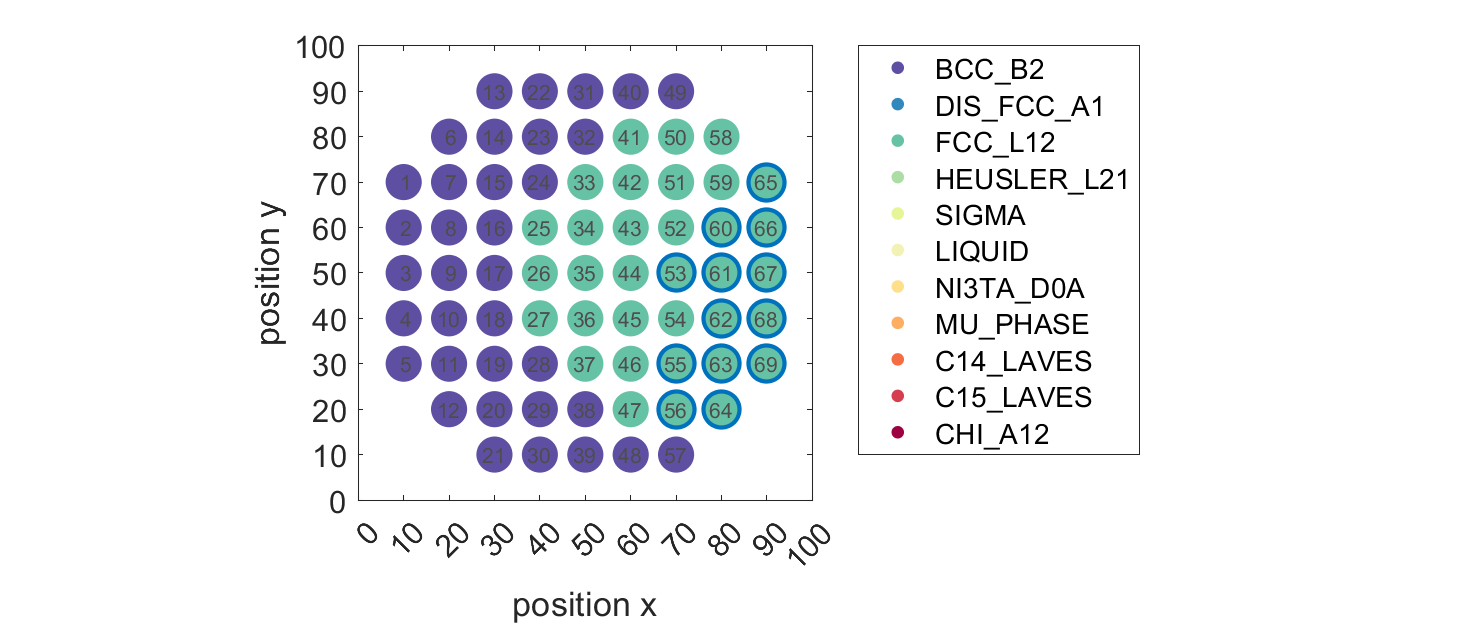 100
90 13 22 31 40 49
80 6 14 23 32 41 50 58
70 1 7 15 24 33 42 51 59 65
60 2 8 16 25 34 43 52 60 66
50 3 9 17 26 35 44 53 61 67
40 4 10 18 27 36 45 54 62 68
30 5 11 19 28 37 46 55 63 69
20 12 20 29 38 47 56 64
10 21 30 39 48 57
0
0 10 20 30 40 50 60 70 80 90 100
position x
position y
BCC_B2
DIS_FCC_A1
FCC_L12
HEUSLER_L21
SIGMA
LIQUID
NI3TA_D0A
MU_PHASE
C14_LAVES
C15_LAVES
CHI_A12